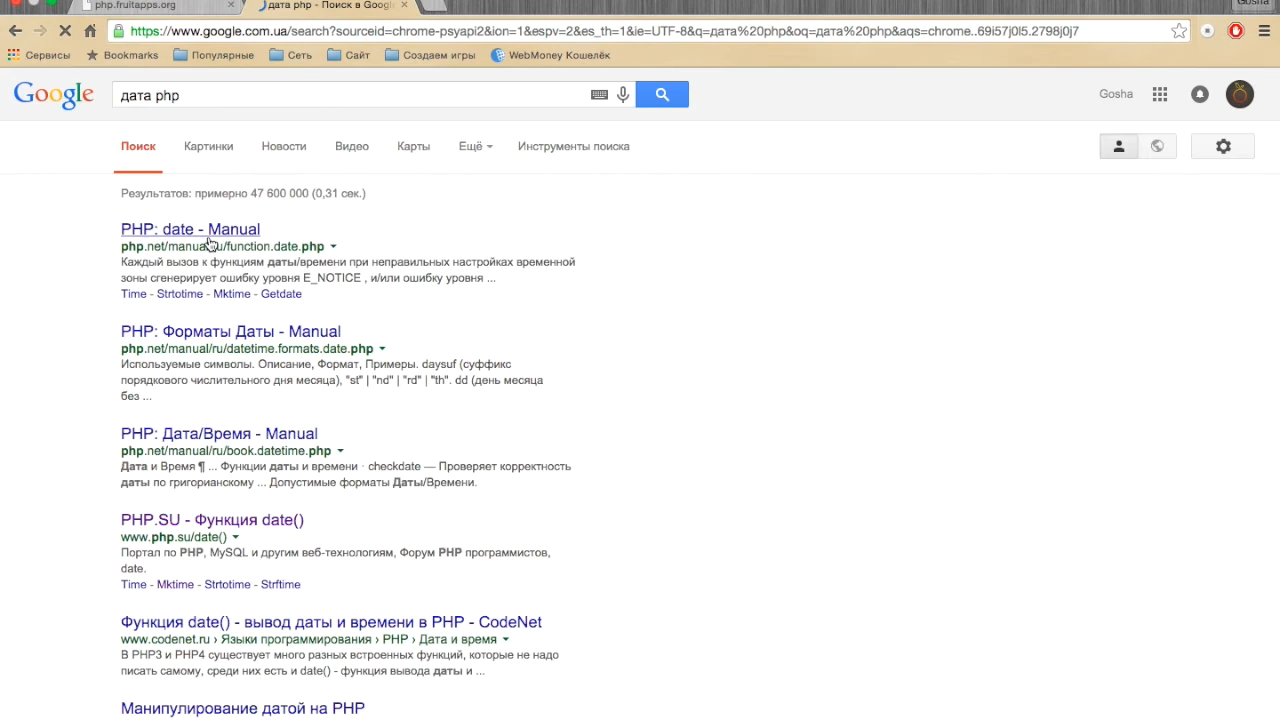 php.fruitapps.org
дата php - Поиск в Google
Gosha
https://www.google.com.ua/search?sourceid=chrome-psyapi2&ion=1&espv=2&es_th=1&ie=UTF-8&q=дата%20php&oq=дата%20php&aqs=chrome..69i57j0l5.2798j0j7
Сервисы Bookmarks Популярные Сеть Сайт Создаем игры WebMoney Кошелёк
Google дата php Gosha
Поиск Картинки Новости Видео Карты Ещё Инструменты поиска
Результатов: примерно 47 600 000 (0,31 сек.)
PHP: date - Manual
php.net/manual/ru/function.date.php
Каждый вызов к функциям даты/времени при неправильных настройках временной
зоны сгенерирует ошибку уровня E_NOTICE , и/или ошибку уровня ...
Time - Strtotime - Mktime - Getdate
PHP: Форматы Даты - Manual
php.net/manual/ru/datetime.formats.date.php
Используемые символы. Описание, Формат, Примеры. daysuf (суффикс
порядкового числительного дня месяца), "st" | "nd" | "rd" | "th". dd (день месяца
без ...
PHP: Дата/Время - Manual
php.net/manual/ru/book.datetime.php
Дата и Время ¶ ... Функции даты и времени · checkdate — Проверяет корректность
даты по григорианскому ... Допустимые форматы Даты/Времени.
PHP.SU - Функция date()
www.php.su/date()
Портал по PHP, MySQL и другим веб-технологиям, Форум PHP программистов,
date.
Time - Mktime - Strtotime - Strftime
Функция date() - вывод даты и времени в PHP - CodeNet
www.codenet.ru › Языки программирования › PHP › Дата и время
В PHP3 и PHP4 существует много разных встроенных функций, которые не надо
писать самому, среди них есть и date() - функция вывода даты и ...
Манипулирование датой на PHP